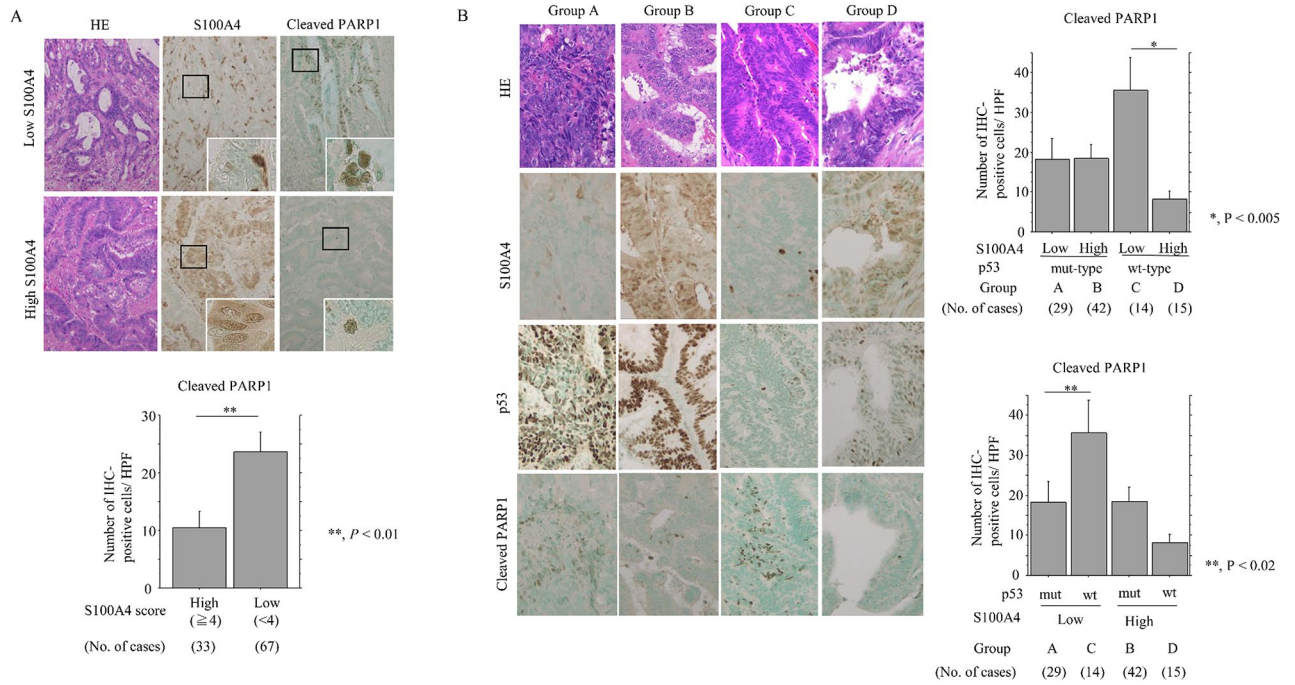 A
HE
S100A4
Cleaved PARP1
Low S100A4
High S100A4
Cleaved PARP1
**
30
20
10
0
Number of IHC-
positive cells/ HPF
S100A4 score
High
(≧4)
Low
(<4)
(No. of cases)
(33)
(67)
**, P < 0.01
B
Group A
Group B
Group C
Group D
HE
S100A4
p53
Cleaved PARP1
Cleaved PARP1
*
40
30
20
10
0
Number of IHC-
positive cells/ HPF
S100A4 Low High Low High
p53 mut-type wt-type
Group A B C D
(No. of cases) (29) (42) (14) (15)
*, P < 0.005
Cleaved PARP1
**
40
30
20
10
0
Number of IHC-
positive cells/ HPF
p53 mut wt mut wt
S100A4 Low High
Group A C B D
(No. of cases) (29) (14) (42) (15)
**, P < 0.02